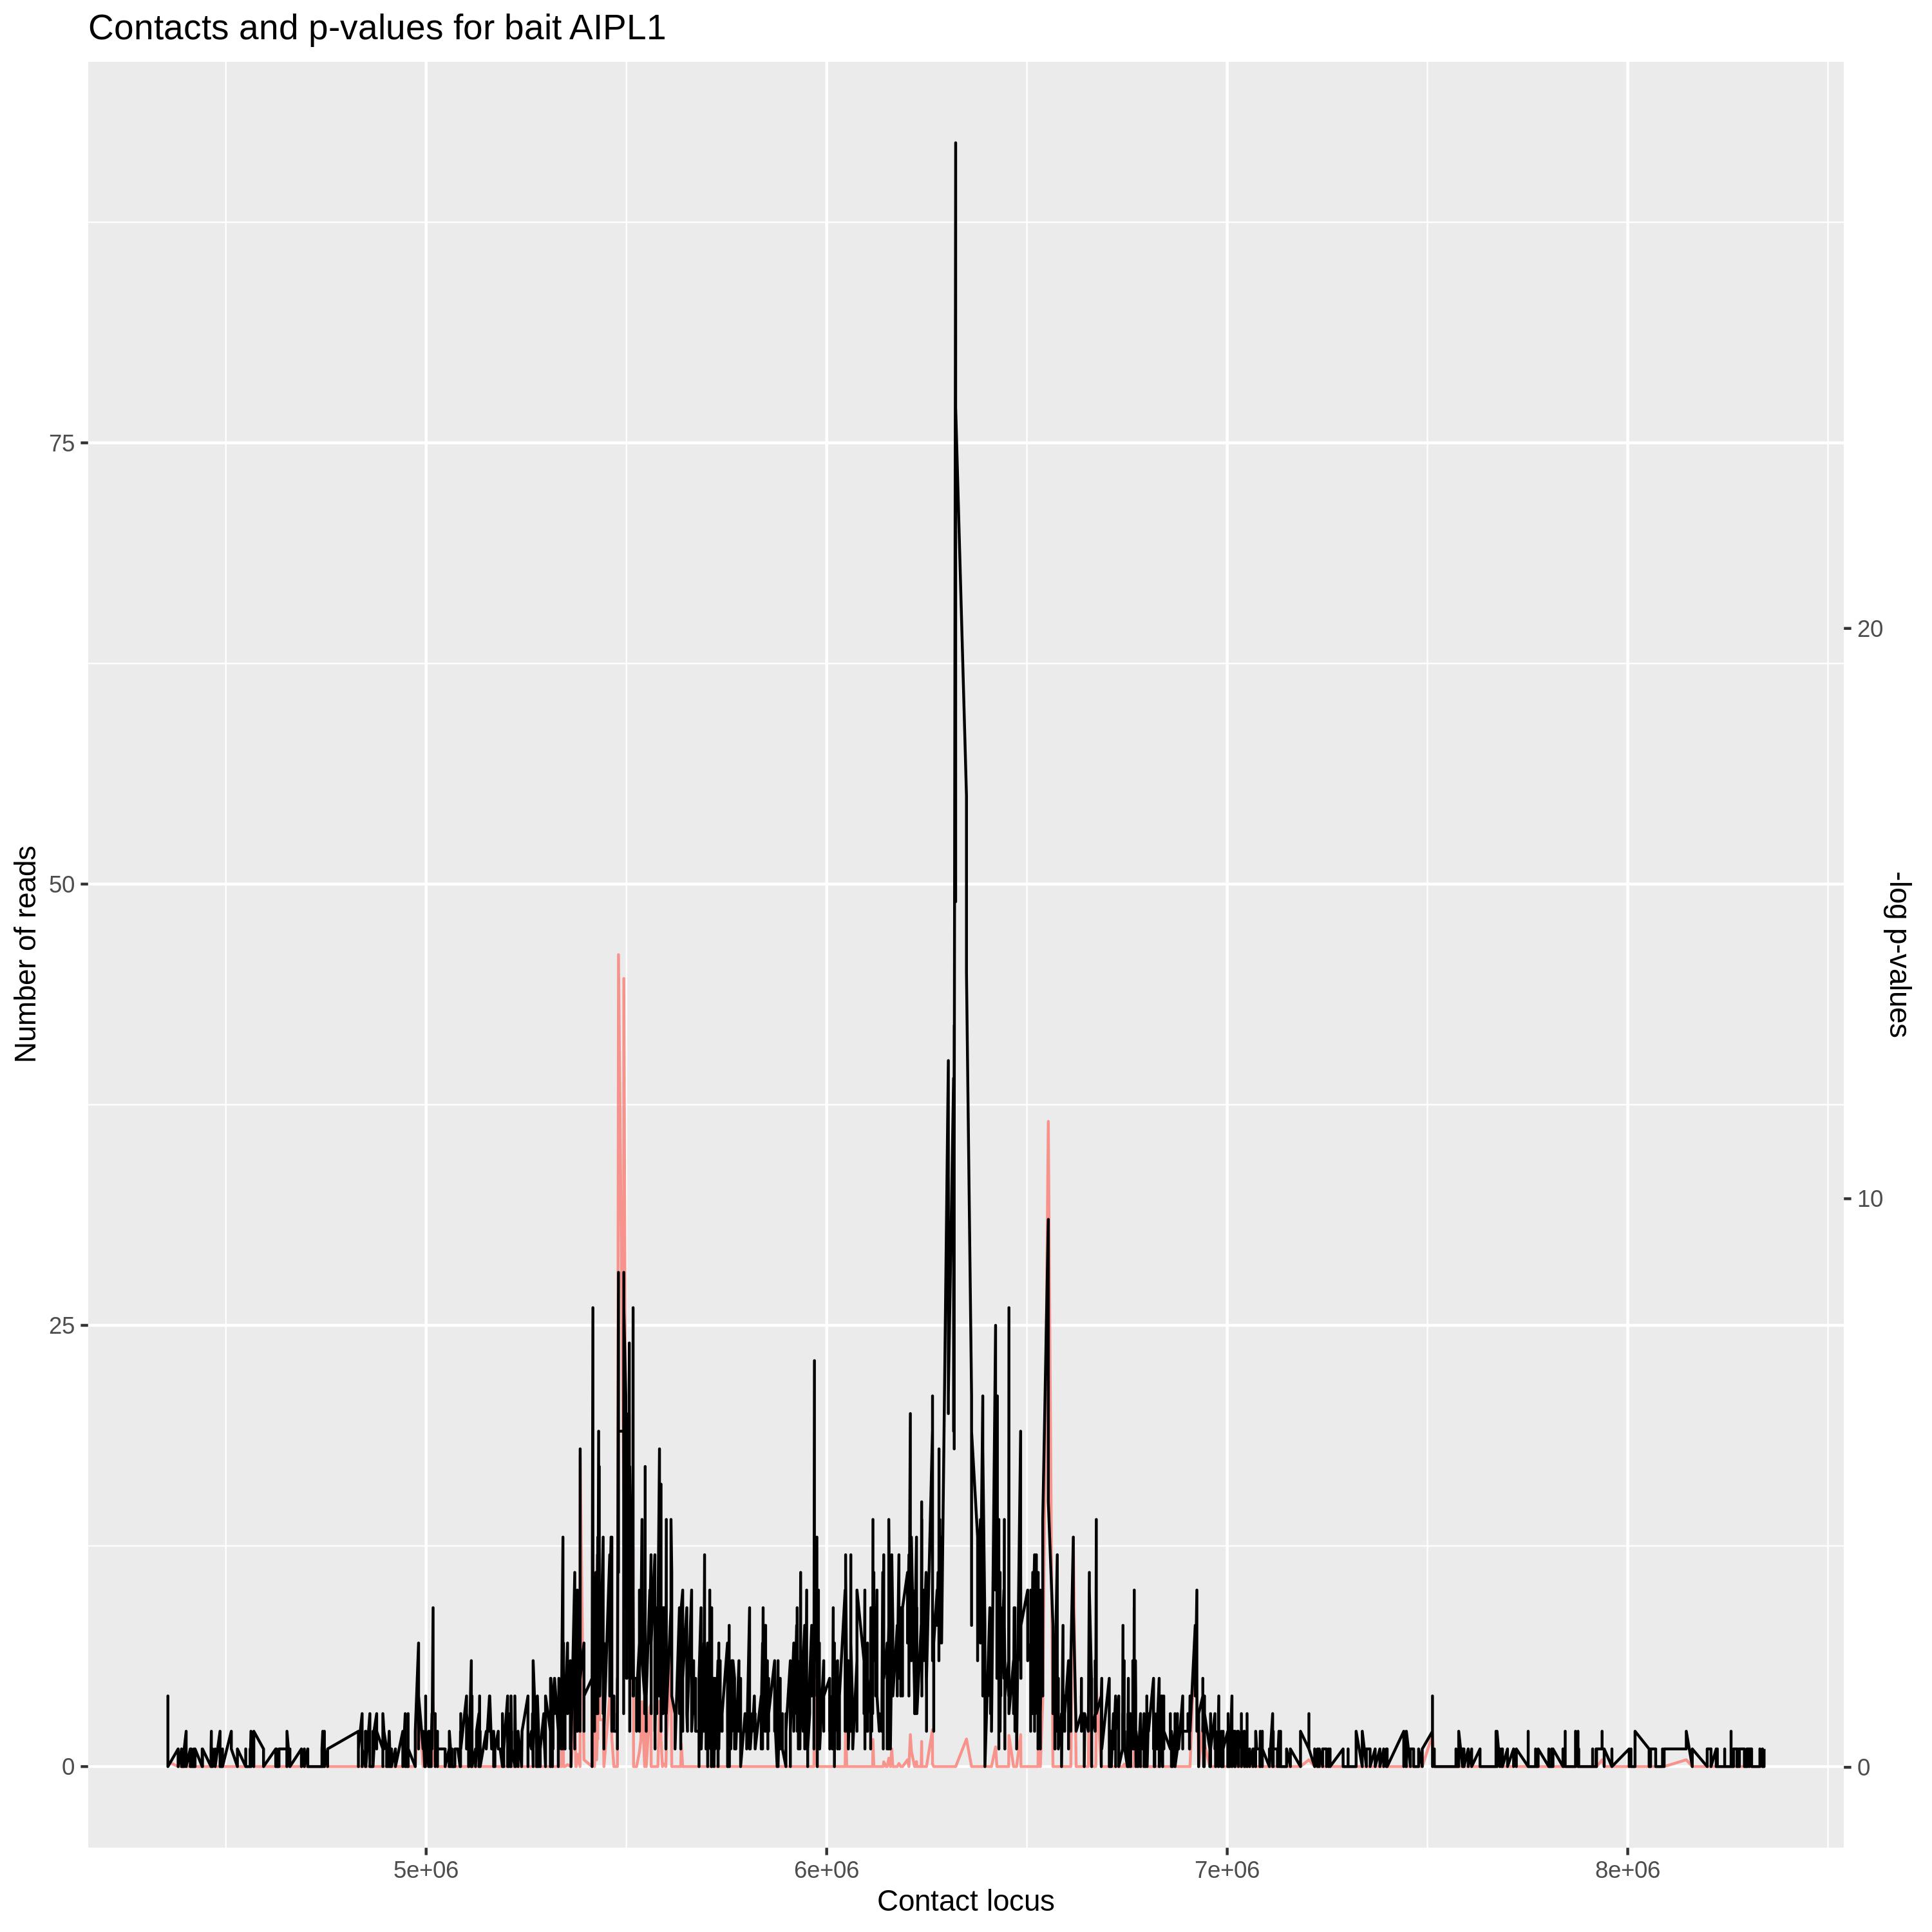 Contacts and p-values for bait AIPL1
75
50
25
0
20
10
0
Number of reads
-log p-values
5e+06
6e+06
7e+06
8e+06
Contact locus